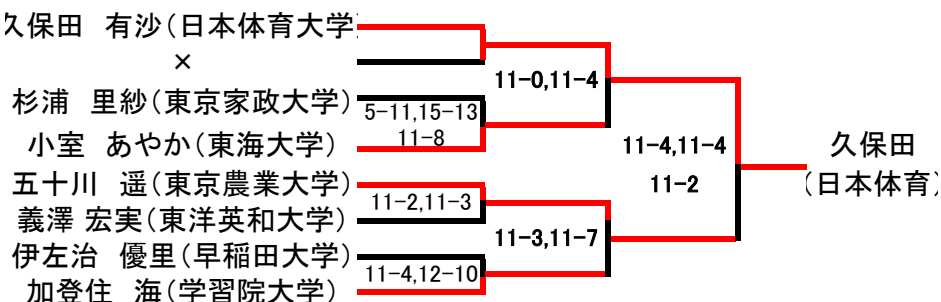 久保田　有沙(日本体育大学)
×
11-0,11-4
杉浦　里紗(東京家政大学)
5-11,15-13
11-8
小室　あやか(東海大学)
11-4,11-4
11-2
久保田
(日本体育)
五十川　遥(東京農業大学)
11-2,11-3
義澤 宏実(東洋英和大学)
11-3,11-7
伊左治　優里(早稲田大学)
11-4,12-10
加登住　海(学習院大学)